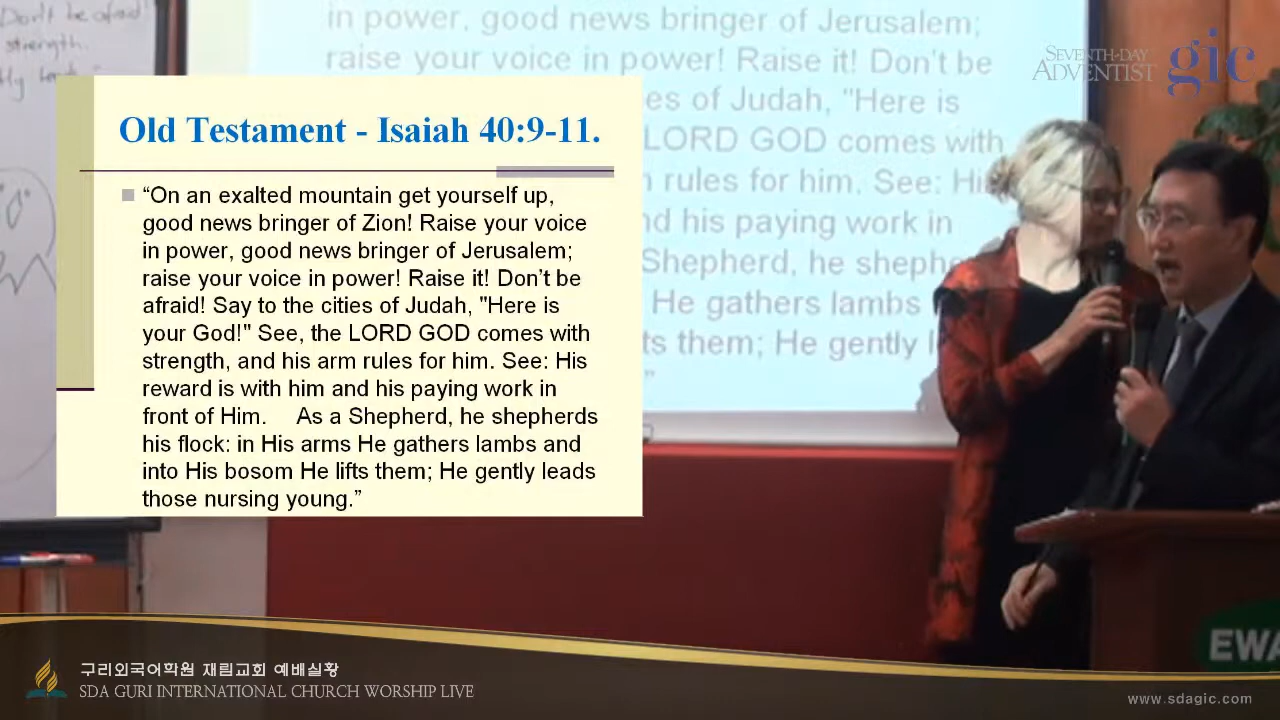 Don't be afraid!
strength.
in power, good news bringer of Jerusalem;
raise your voice in power! Raise it! Don't be
es of Judah, "Here is
LORD GOD comes with
rules for him. See: Hi
nd his paying work in
Shepherd, he sheph
He gathers lambs
ts them; He gently l
SEVENTH-DAY
ADVENTIST
gic
Old Testament - Isaiah 40:9-11.
“On an exalted mountain get yourself up,
good news bringer of Zion! Raise your voice
in power, good news bringer of Jerusalem;
raise your voice in power! Raise it! Don’t be
afraid! Say to the cities of Judah, "Here is
your God!" See, the LORD GOD comes with
strength, and his arm rules for him. See: His
reward is with him and his paying work in
front of Him. As a Shepherd, he shepherds
his flock: in His arms He gathers lambs and
into His bosom He lifts them; He gently leads
those nursing young.”
EWA
구리외국어학원 재림교회 예배실황
SDA GURI INTERNATIONAL CHURCH WORSHIP LIVE
www.sdagic.com